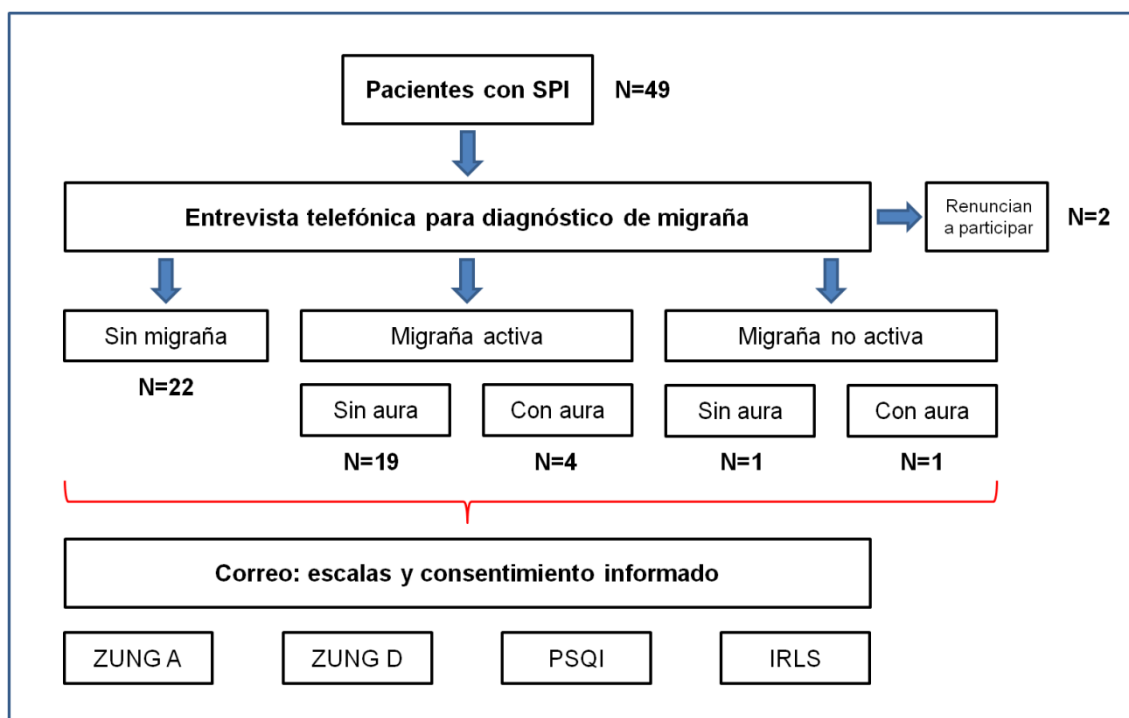 Pacientes con SPI
N=49
Entrevista telefónica para diagnóstico de migraña
Renuncian
a participar
N=2
Sin migraña
Migraña activa
Migraña no activa
N=22
Sin aura
Con aura
Sin aura
Con aura
N=19
N=4
N=1
N=1
Correo: escalas y consentimiento informado
ZUNG A
ZUNG D
PSQI
IRLS